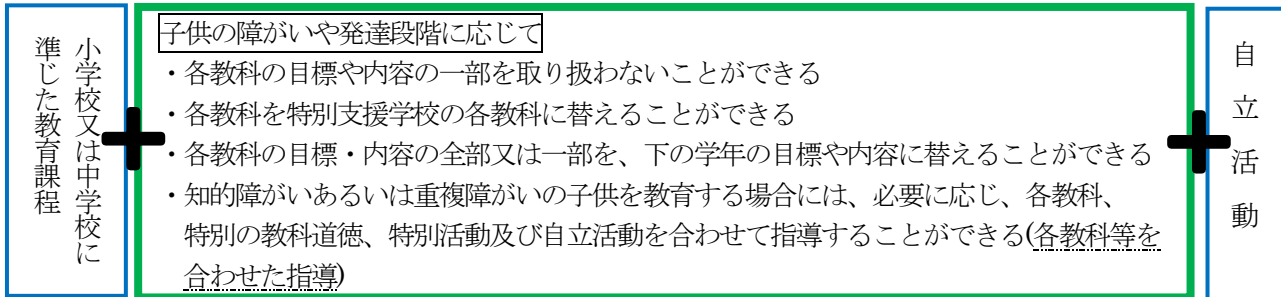 小学校又は中学校に
準じた教育課程
子供の障がいや発達段階に応じて
・各教科の目標や内容の一部を取り扱わないことができる
・各教科を特別支援学校の各教科に替えることができる
・各教科の目標・内容の全部又は一部を、下の学年の目標や内容に替えることができる
・知的障がいあるいは重複障がいの子供を教育する場合には、必要に応じ、各教科、
特別の教科道徳、特別活動及び自立活動を合わせて指導することができる(各教科等を
合わせた指導)
自立活動